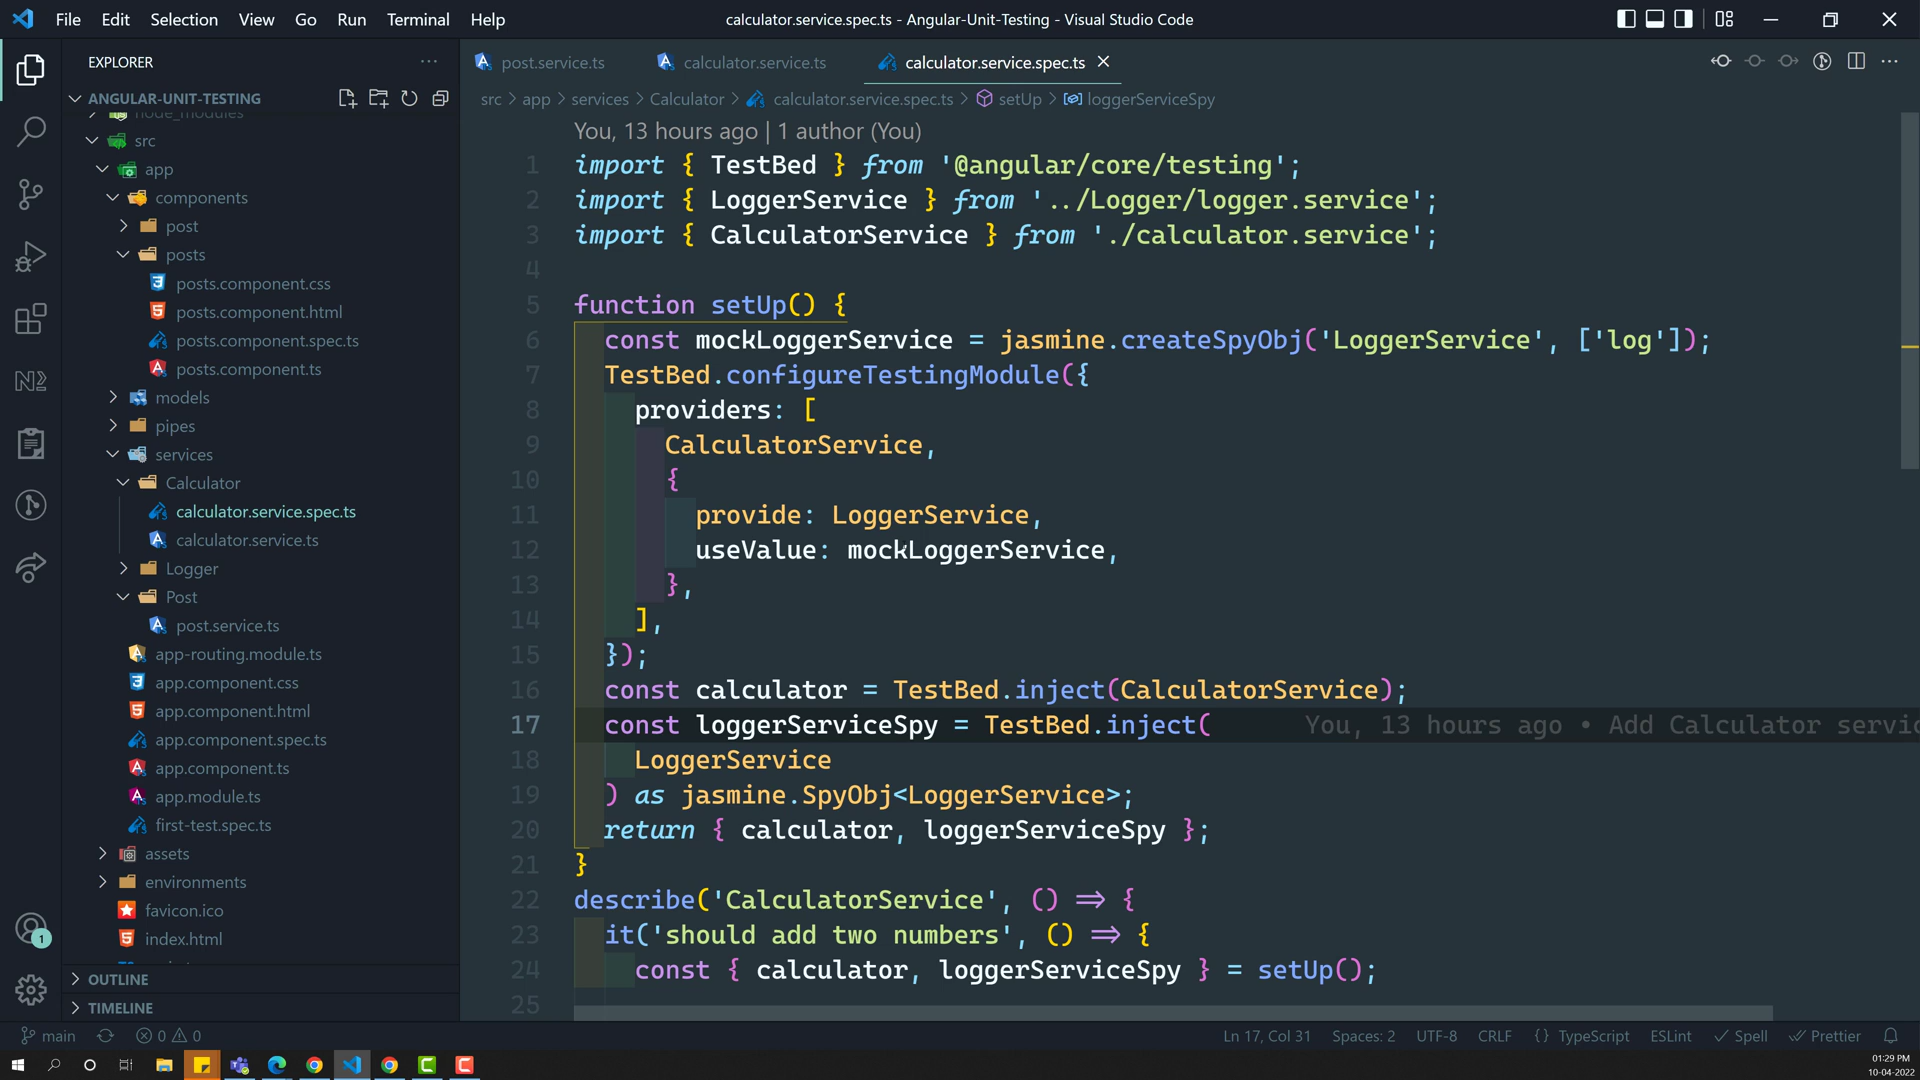 File Edit Selection View Go Run Terminal Help
calculator.service.spec.ts - Angular-Unit-Testing - Visual Studio Code
EXPLORER
ANGULAR-UNIT-TESTING
node_modules
src
app
components
post
posts
posts.component.css
posts.component.html
posts.component.spec.ts
posts.component.ts
models
pipes
services
Calculator
calculator.service.spec.ts
calculator.service.ts
Logger
Post
post.service.ts
app-routing.module.ts
app.component.css
app.component.html
app.component.spec.ts
app.component.ts
app.module.ts
first-test.spec.ts
assets
environments
favicon.ico
index.html
OUTLINE
TIMELINE
post.service.ts calculator.service.ts calculator.service.spec.ts
src > app > services > Calculator > calculator.service.spec.ts > setUp > loggerServiceSpy
You, 13 hours ago | 1 author (You)
1 import { TestBed } from '@angular/core/testing';
2 import { LoggerService } from '../Logger/logger.service';
3 import { CalculatorService } from './calculator.service';
4
5 function setUp() {
6 const mockLoggerService = jasmine.createSpyObj('LoggerService', ['log']);
7 TestBed.configureTestingModule({
8 providers: [
9 CalculatorService,
10 {
11 provide: LoggerService,
12 useValue: mockLoggerService,
13 },
14 ],
15 });
16 const calculator = TestBed.inject(CalculatorService);
17 const loggerServiceSpy = TestBed.inject( You, 13 hours ago • Add Calculator servic
18 LoggerService
19 ) as jasmine.SpyObj<LoggerService>;
20 return { calculator, loggerServiceSpy };
21 }
22 describe('CalculatorService', () => {
23 it('should add two numbers', () => {
24 const { calculator, loggerServiceSpy } = setUp();
25
1
main 0 0
Ln 17, Col 31 Spaces: 2 UTF-8 CRLF {} TypeScript ESLint Spell Prettier
01:29 PM
10-04-2022